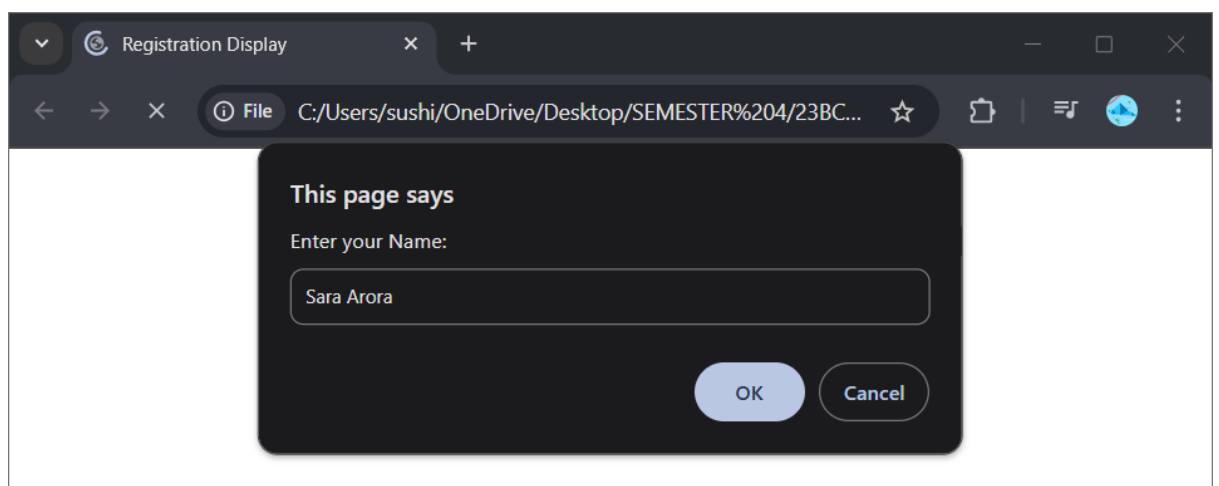 Registration Display
File C:/Users/sushi/OneDrive/Desktop/SEMESTER%204/23BC...
This page says
Enter your Name:
Sara Arora
OK Cancel